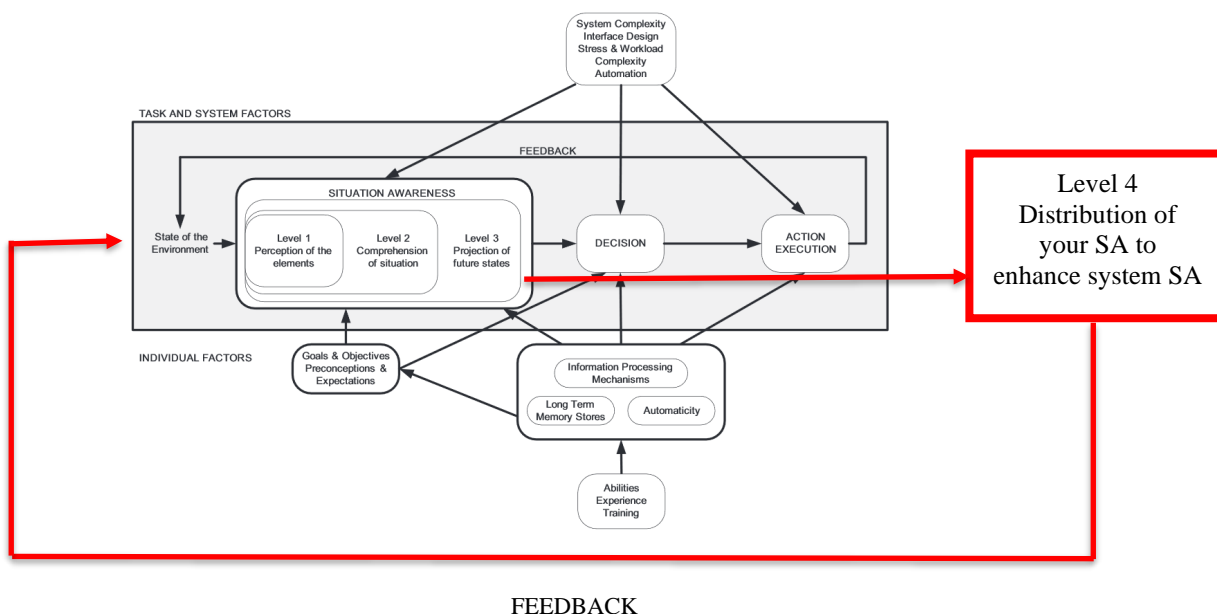 System Complexity
Interface Design
Stress & Workload
Complexity
Automation
TASK AND SYSTEM FACTORS
FEEDBACK
SITUATION AWARENESS
State of the
Environment
Level 1
Perception of the
elements
Level 2
Comprehension
of situation
Level 3
Projection of
future states
DECISION
ACTION
EXECUTION
Level 4
Distribution of
your SA to
enhance system SA
INDIVIDUAL FACTORS
Goals & Objectives
Preconceptions &
Expectations
Information Processing
Mechanisms
Long Term
Memory Stores
Automaticity
Abilities
Experience
Training
FEEDBACK